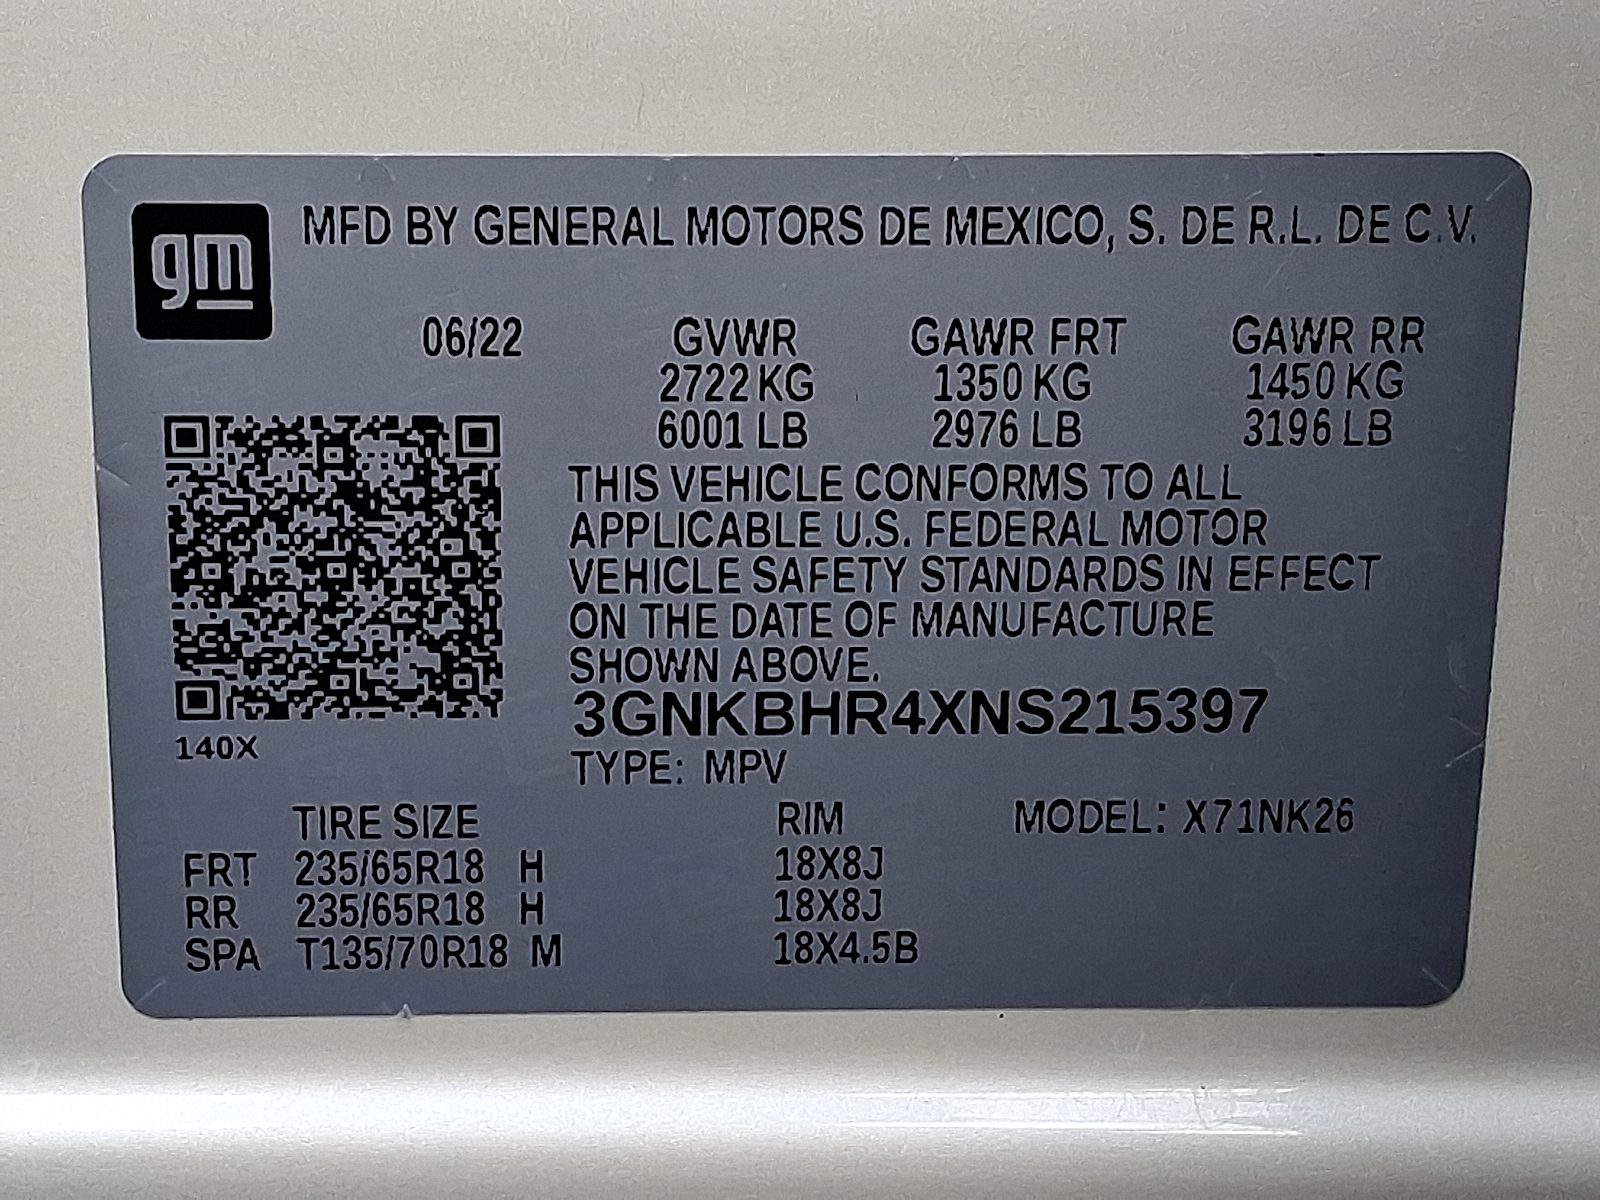 gm
MFD BY GENERAL MOTORS DE MEXICO, S. DE R.L. DE C.V.
06/22 GVWR GAWR FRT GAWR RR
2722 KG 1350 KG 1450 KG
6001 LB 2976 LB 3196 LB
THIS VEHICLE CONFORMS TO ALL
APPLICABLE U.S. FEDERAL MOTOR
VEHICLE SAFETY STANDARDS IN EFFECT
ON THE DATE OF MANUFACTURE
SHOWN ABOVE.
3GNKBHR4XNS215397
140X
TYPE: MPV
TIRE SIZE RIM MODEL: X71NK26
FRT 235/65R18 H 18X8J
RR 235/65R18 H 18X8J
SPA T135/70R18 M 18X4.5B